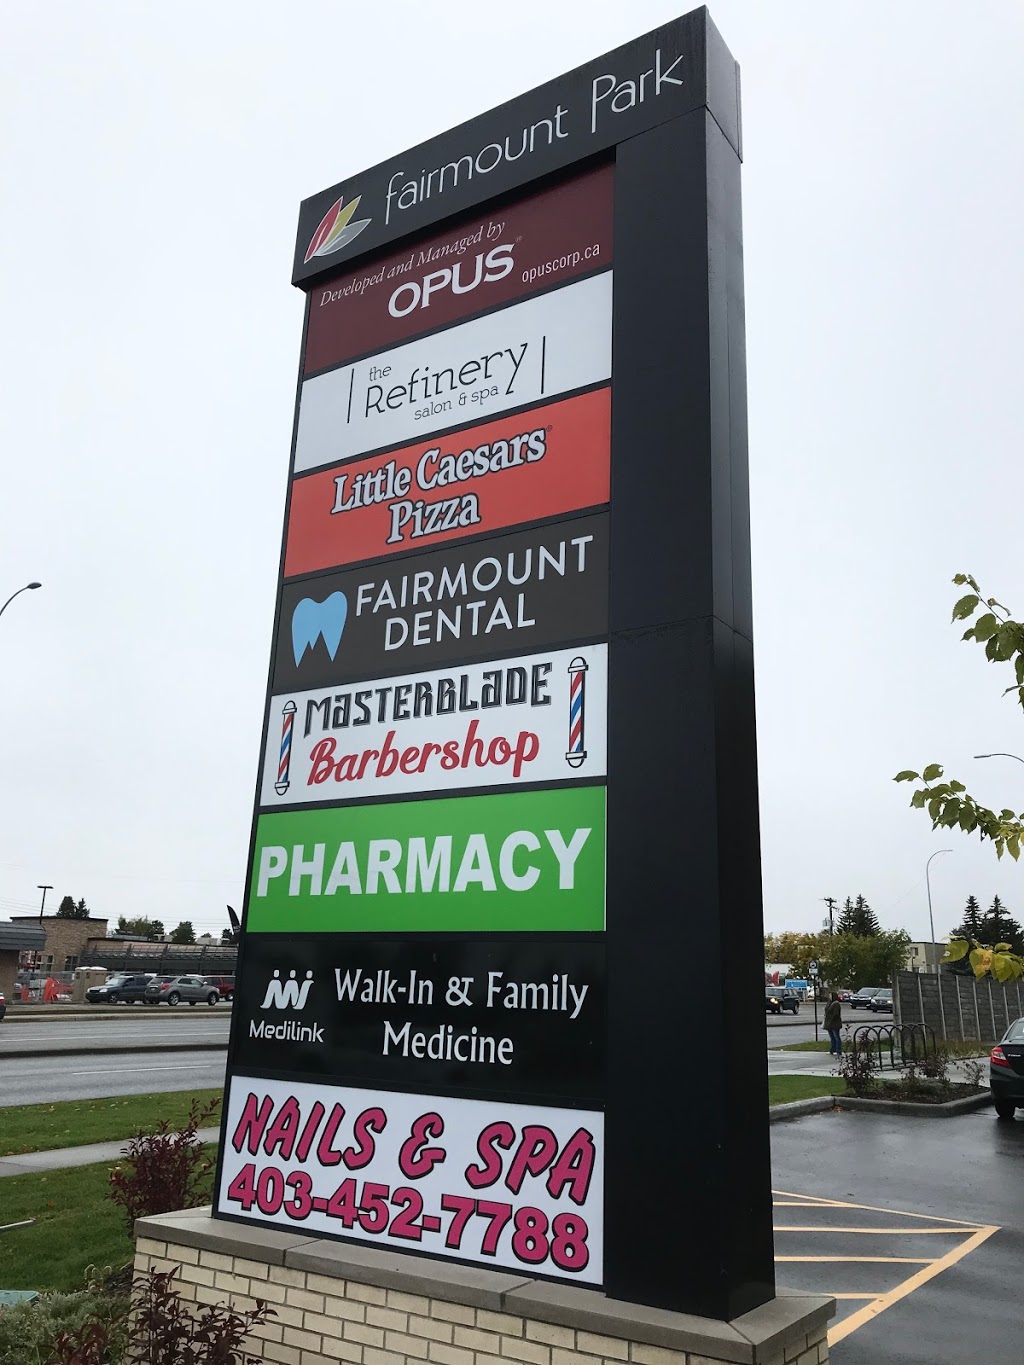 fairmount Park
Developed and Managed by
OPUS®
opuscorp.ca
the
Refinery
salon & spa
Little Caesars®
Pizza
FAIRMOUNT
DENTAL
MASTERBLADE
Barbershop
PHARMACY
Medilink
Walk-In & Family
Medicine
NAILS & SPA
403-452-7788